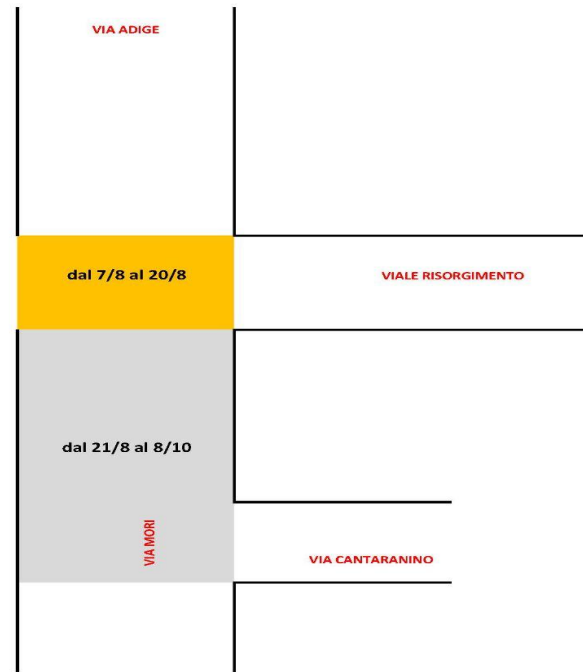 VIA ADIGE
dal 7/8 al 20/8
VIALE RISORGIMENTO
dal 21/8 al 8/10
VIA MORI
VIA CANTARANINO